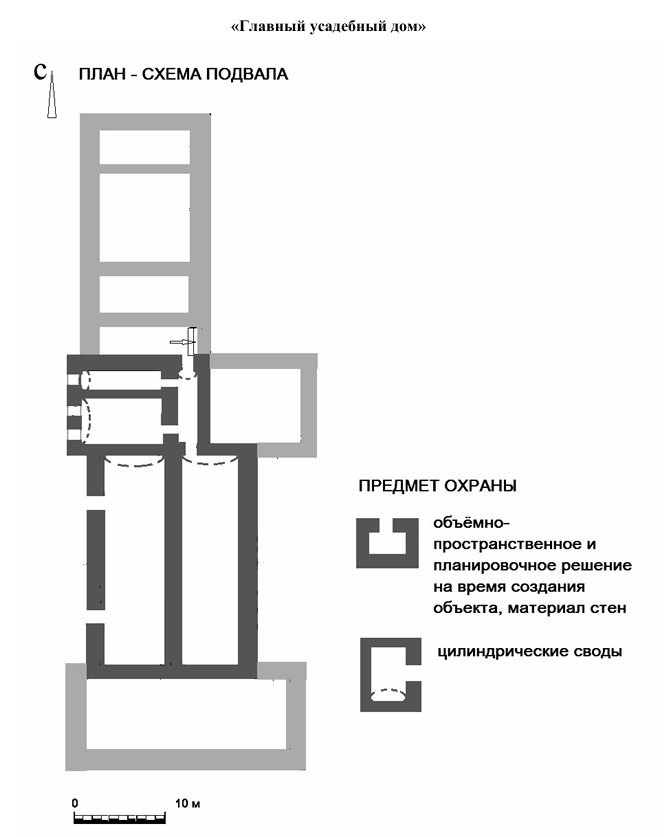 «Главный усадебный дом»
С
ПЛАН - СХЕМА ПОДВАЛА
ПРЕДМЕТ ОХРАНЫ
объёмно-
пространственное и
планировочное решение
на время создания
объекта, материал стен
цилиндрические своды
0 10 м